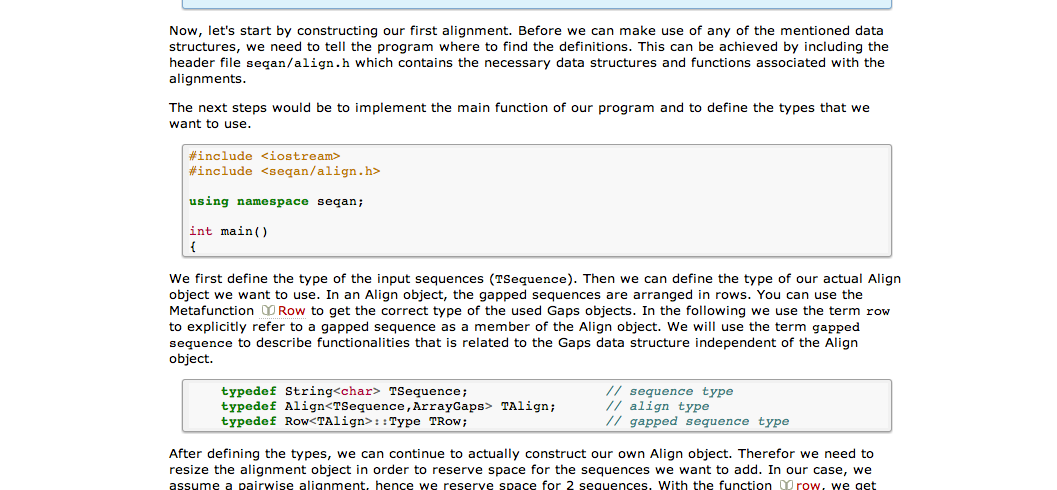 Now, let's start by constructing our first alignment. Before we can make use of any of the mentioned data
structures, we need to tell the program where to find the definitions. This can be achieved by including the
header file seqan/align.h which contains the necessary data structures and functions associated with the
alignments.
The next steps would be to implement the main function of our program and to define the types that we
want to use.
#include <iostream>
#include <seqan/align.h>
using namespace seqan;
int main()
{
We first define the type of the input sequences (TSequence). Then we can define the type of our actual Align
object we want to use. In an Align object, the gapped sequences are arranged in rows. You can use the
Metafunction Row to get the correct type of the used Gaps objects. In the following we use the term row
to explicitly refer to a gapped sequence as a member of the Align object. We will use the term gapped
sequence to describe functionalities that is related to the Gaps data structure independent of the Align
object.
typedef String<char> TSequence; // sequence type
typedef Align<TSequence,ArrayGaps> TAlign; // align type
typedef Row<TAlign>::Type TRow; // gapped sequence type
After defining the types, we can continue to actually construct our own Align object. Therefor we need to
resize the alignment object in order to reserve space for the sequences we want to add. In our case, we
assume a pairwise alignment, hence we reserve space for 2 sequences. With the function row, we get